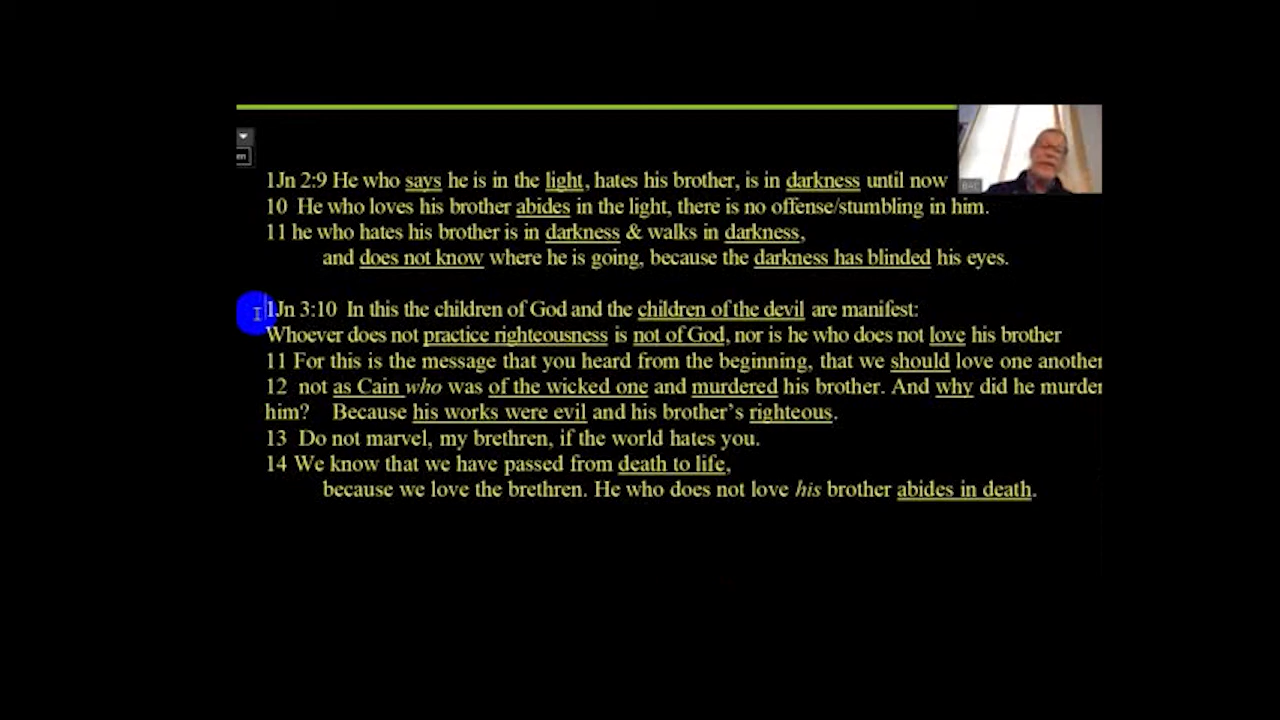 en
1Jn 2:9 He who says he is in the light, hates his brother, is in darkness until now
10 He who loves his brother abides in the light, there is no offense/stumbling in him.
11 he who hates his brother is in darkness & walks in darkness,
and does not know where he is going, because the darkness has blinded his eyes.
1Jn 3:10 In this the children of God and the children of the devil are manifest:
Whoever does not practice righteousness is not of God, nor is he who does not love his brother
11 For this is the message that you heard from the beginning, that we should love one another
12 not as Cain who was of the wicked one and murdered his brother. And why did he murder
him? Because his works were evil and his brother’s righteous.
13 Do not marvel, my brethren, if the world hates you.
14 We know that we have passed from death to life,
because we love the brethren. He who does not love his brother abides in death.